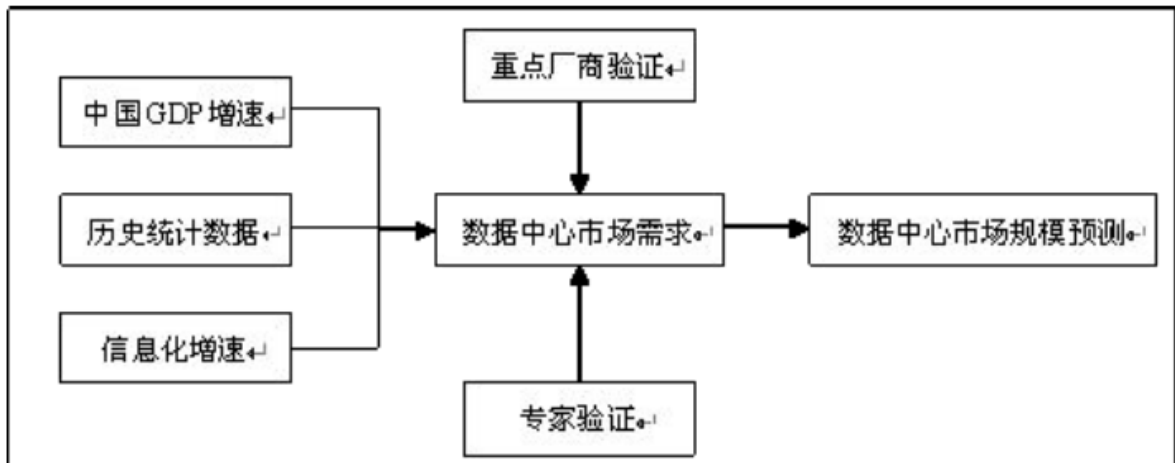 重点厂商验证
中国GDP增速
历史统计数据
数据中心市场需求
数据中心市场规模预测
信息化增速
专家验证